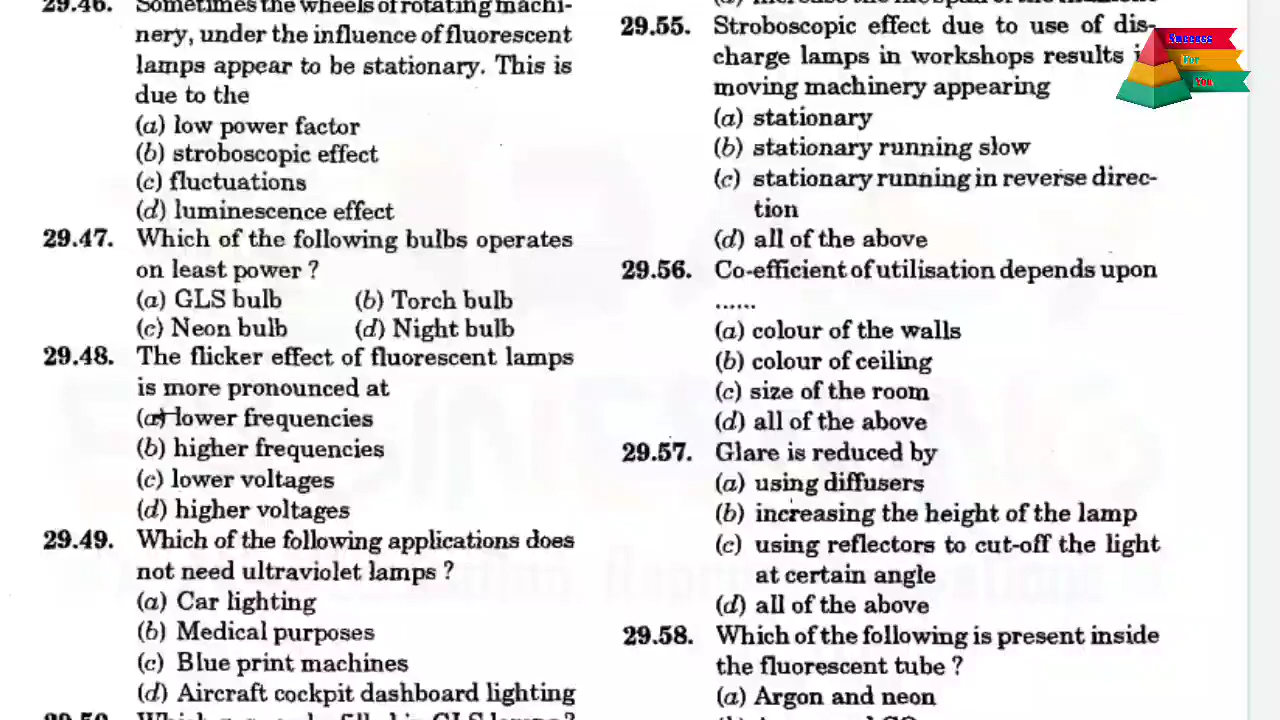 29.46. Sometimes the wheels of rotating machi-
nery, under the influence of fluorescent
lamps appear to be stationary. This is
due to the
(a) low power factor
(b) stroboscopic effect
(c) fluctuations
(d) luminescence effect
29.47. Which of the following bulbs operates
on least power ?
(a) GLS bulb (b) Torch bulb
(c) Neon bulb (d) Night bulb
29.48. The flicker effect of fluorescent lamps
is more pronounced at
(a) lower frequencies
(b) higher frequencies
(c) lower voltages
(d) higher voltages
29.49. Which of the following applications does
not need ultraviolet lamps ?
(a) Car lighting
(b) Medical purposes
(c) Blue print machines
(d) Aircraft cockpit dashboard lighting
29.55. Stroboscopic effect due to use of dis-
charge lamps in workshops results
moving machinery appearing
(a) stationary
(b) stationary running slow
(c) stationary running in reverse direc-
tion
(d) all of the above
29.56. Co-efficient of utilisation depends upon
......
(a) colour of the walls
(b) colour of ceiling
(c) size of the room
(d) all of the above
29.57. Glare is reduced by
(a) using diffusers
(b) increasing the height of the lamp
(c) using reflectors to cut-off the light
at certain angle
(d) all of the above
29.58. Which of the following is present inside
the fluorescent tube ?
(a) Argon and neon
Success
For
You